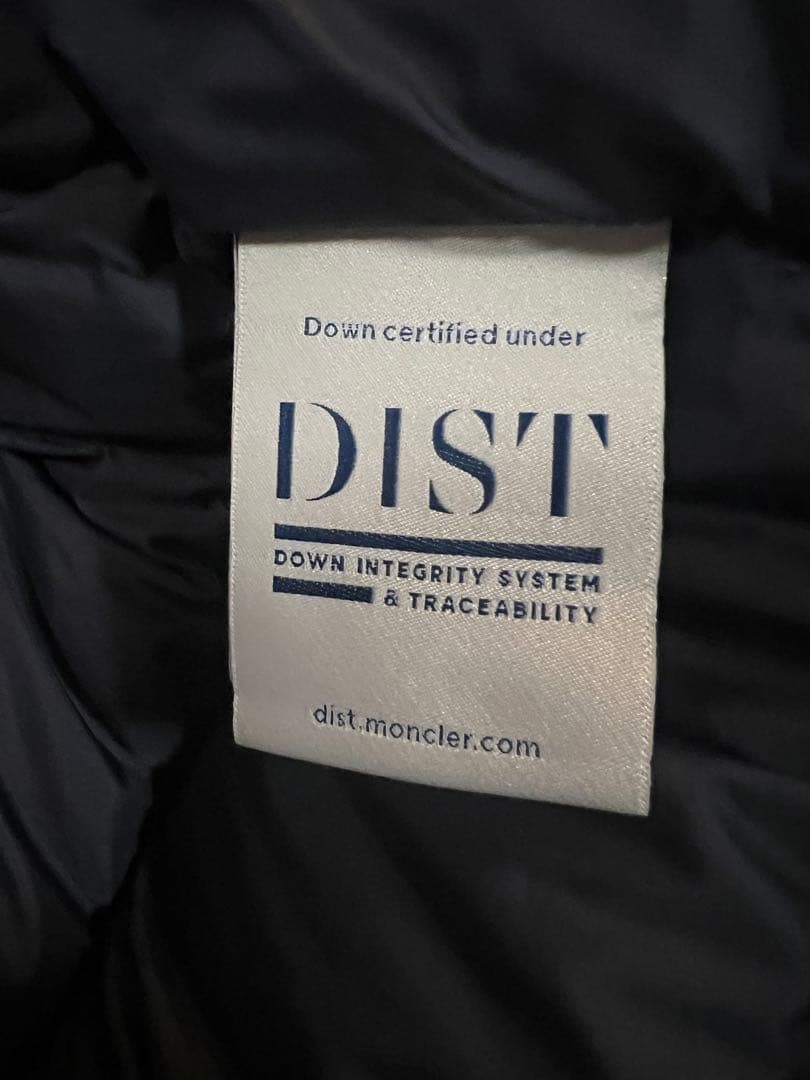 Down certified under
DIST
DOWN INTEGRITY SYSTEM
& TRACEABILITY
dist.moncler.com